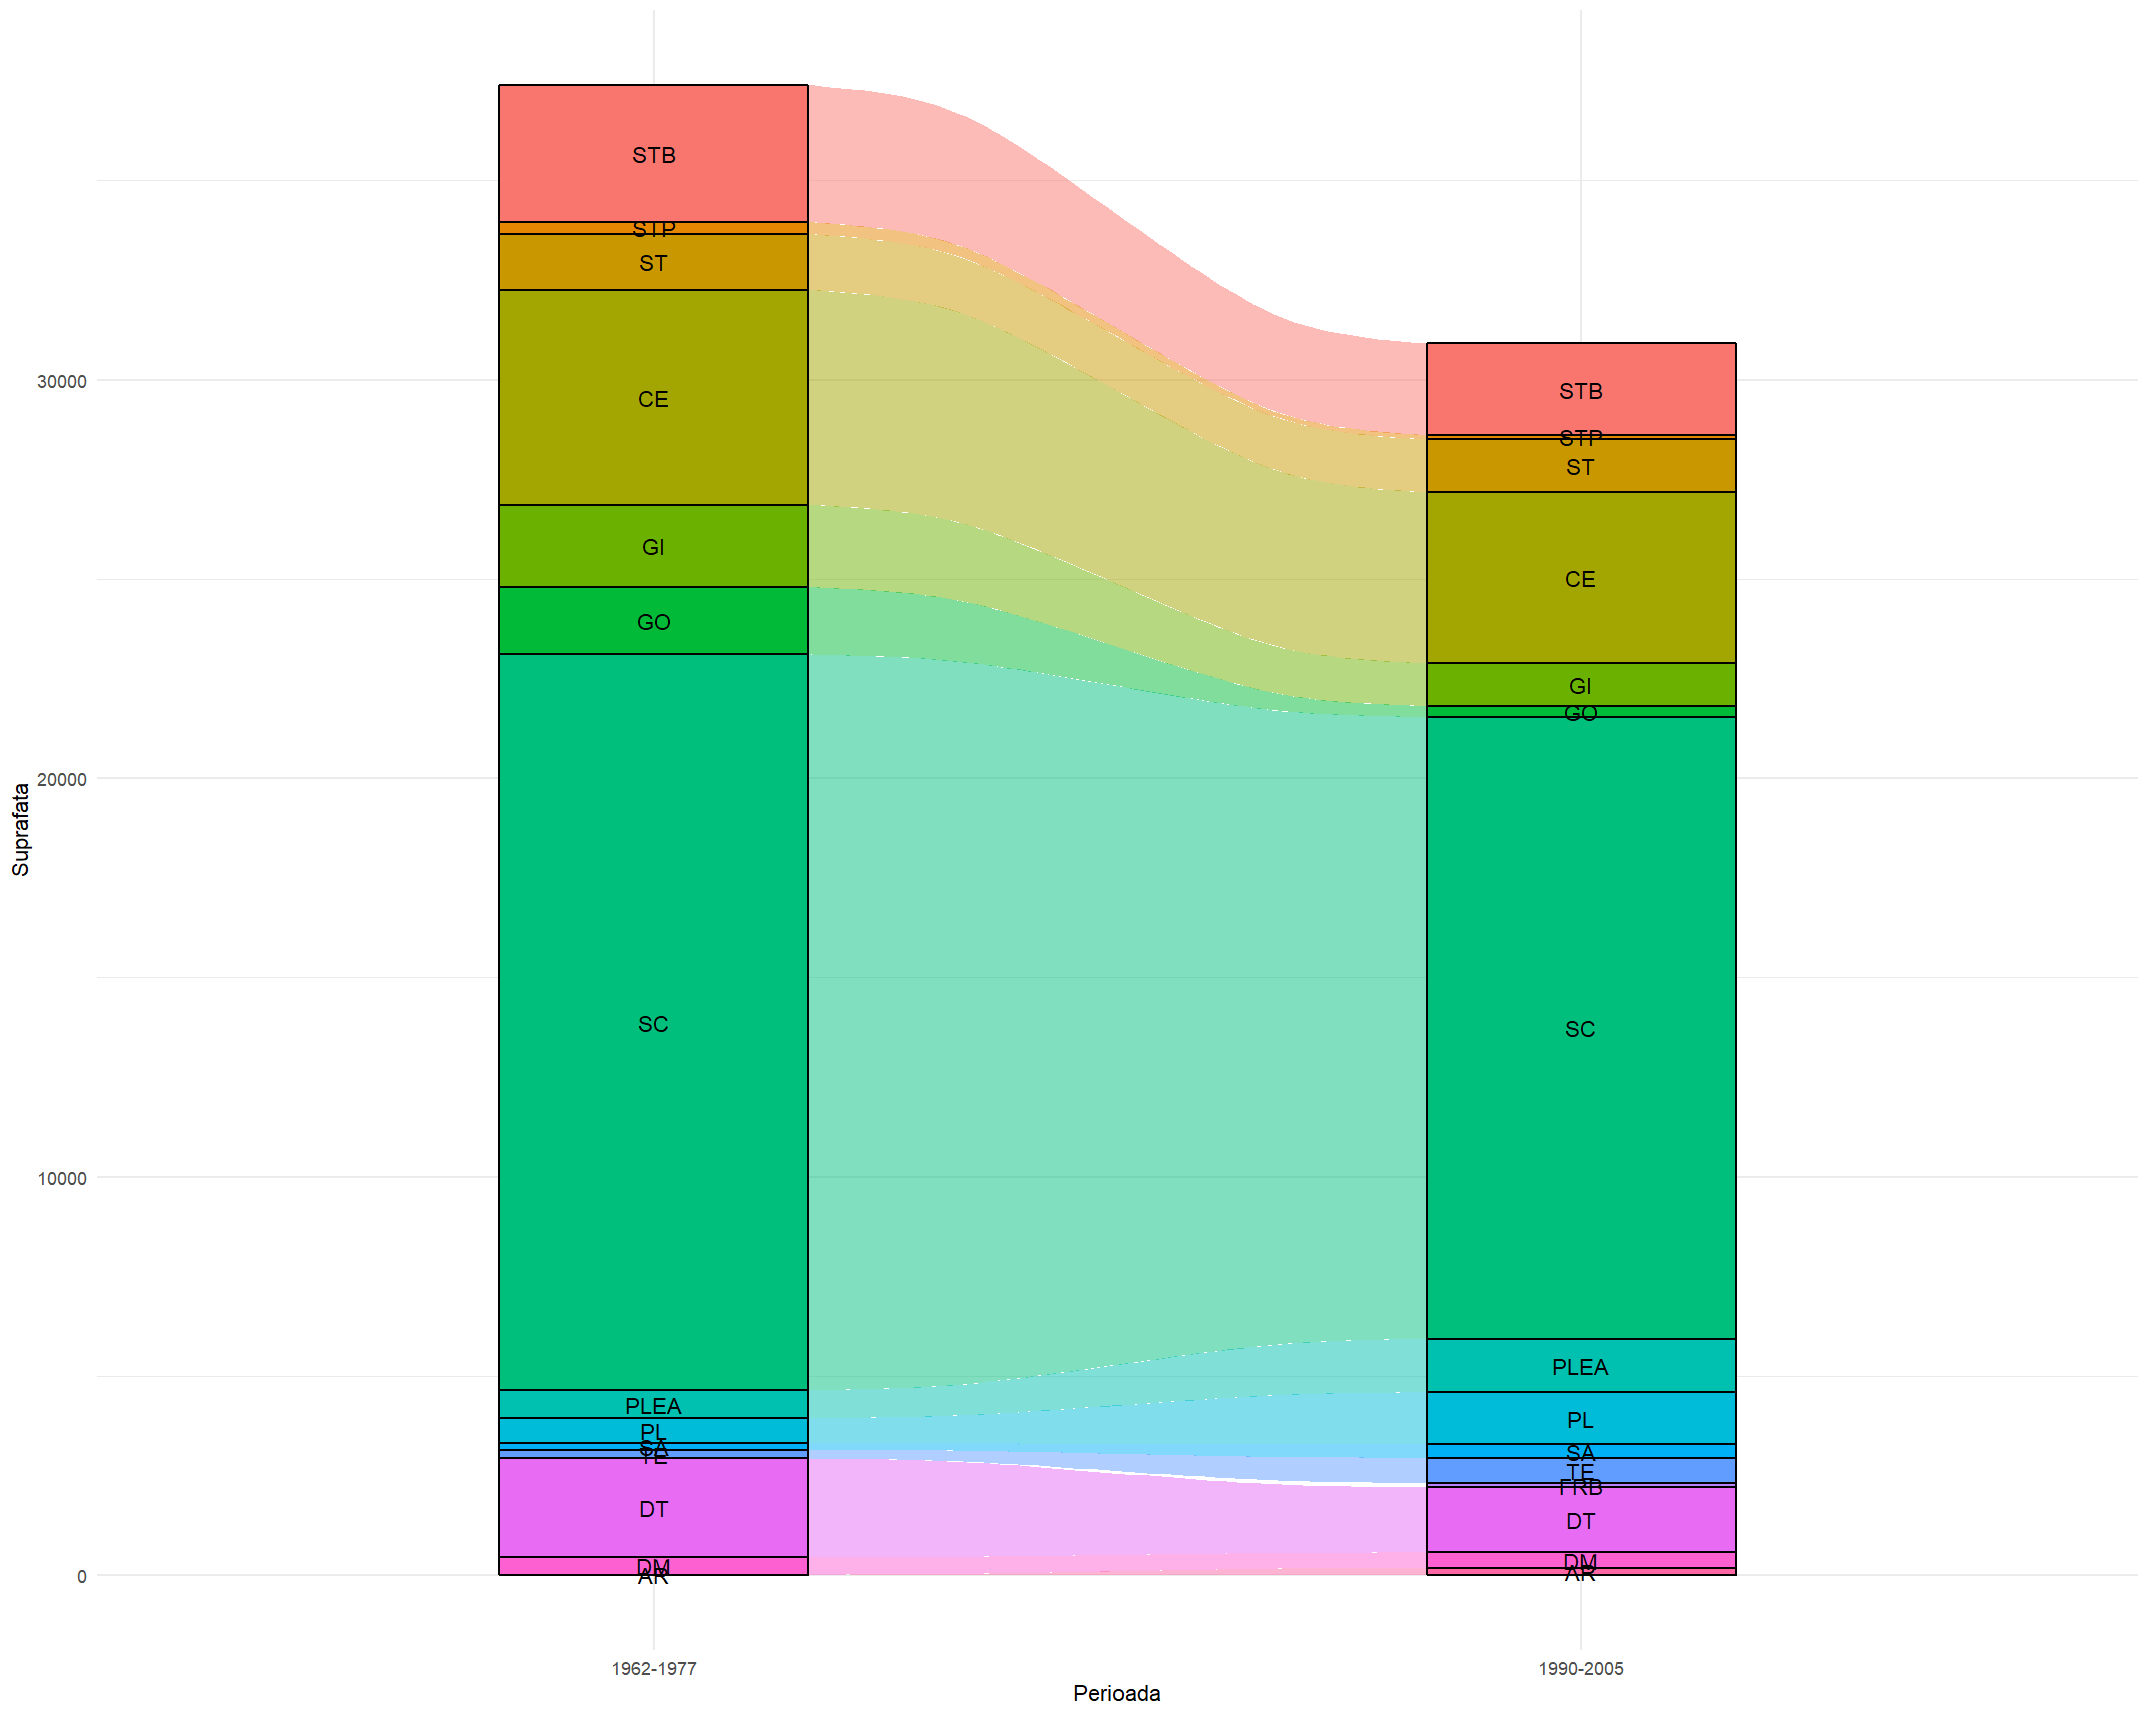 STB
STP
ST
CE
GI
GO
SC
PLEA
PL
SA
TE
DT
DM
AR
STB
STP
ST
CE
GI
GO
SC
PLEA
PL
SA
TE
FRB
DT
DM
AR
30000
20000
10000
0
Suprafata
1962-1977
1990-2005
Perioada